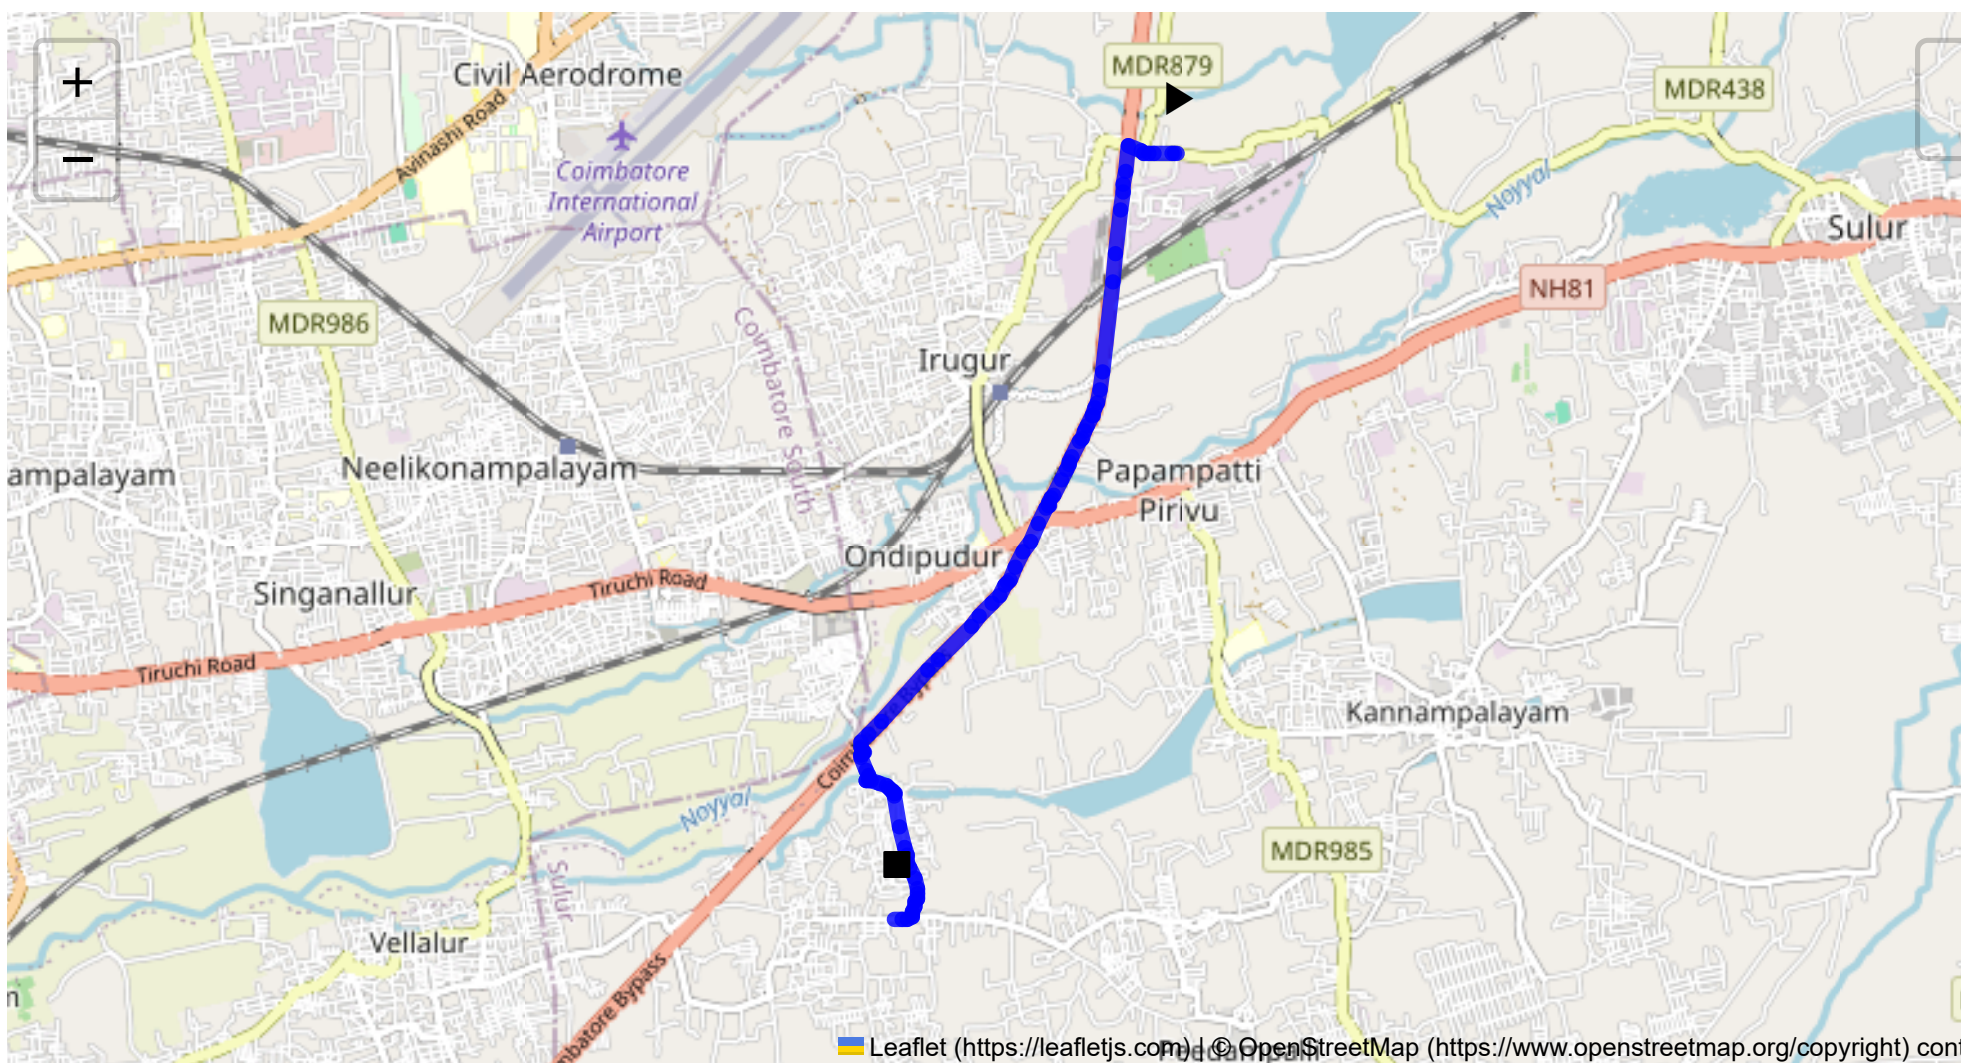 +
−
Civil Aerodrome
MDR879
MDR438
Avinashi Road
Coimbatore
International
Airport
Noyyal
Sulur
NH81
MDR986
Coimbatore South
Irugur
Neelikonampalayam
ampalayam
Papampatti
Pirivu
Ondipudur
Tiruchi Road
Singanallur
Tiruchi Road
Kannampalayam
Coim
Noyyal
MDR985
Sulur
Vellalur
mbatore Bypass
n
Leaflet (https://leafletjs.com) | © OpenStreetMap (https://www.openstreetmap.org/copyright) cont